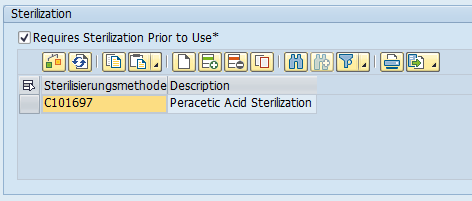 Sterilization
Requires Sterilization Prior to Use*
Sterilisierungsmethode Description
C101697 Peracetic Acid Sterilization